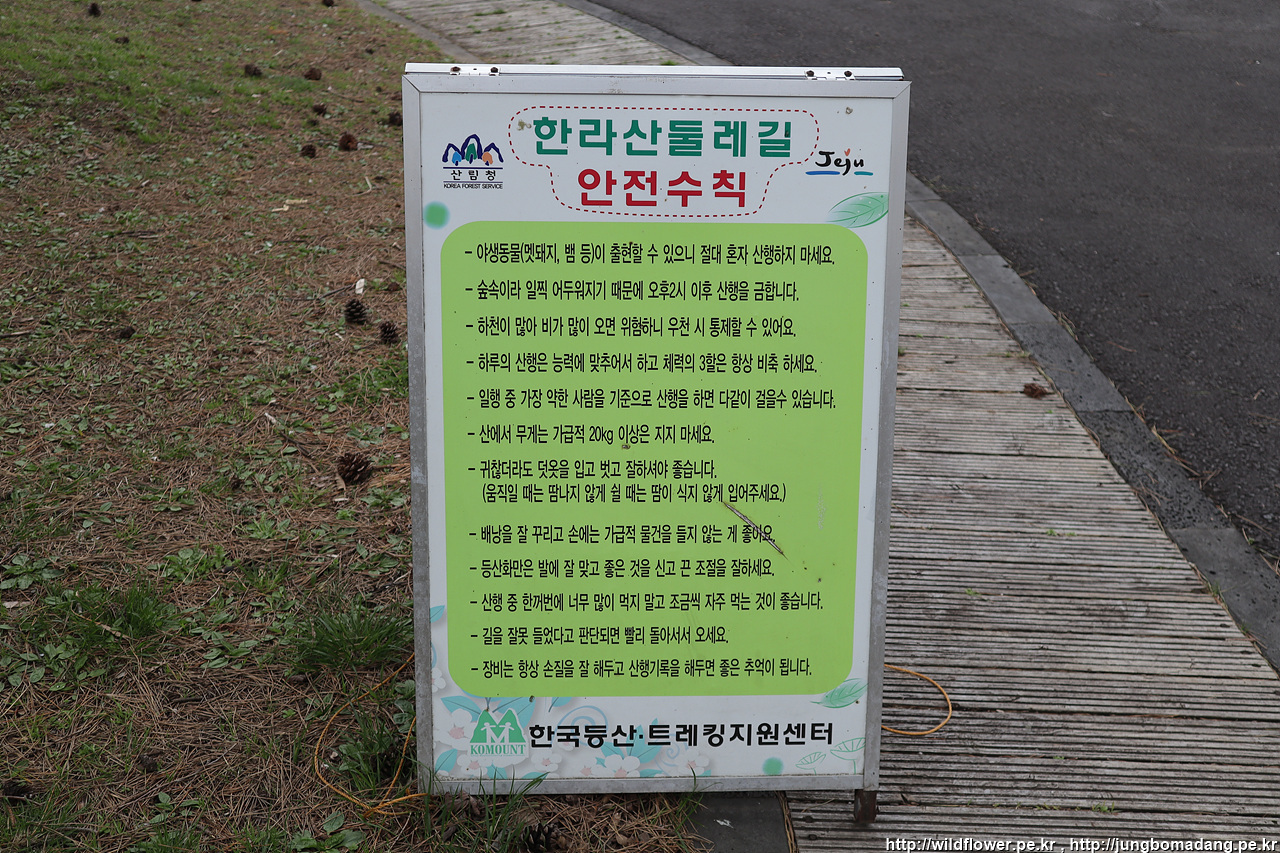 한라산둘레길
산림청
KOREA FOREST SERVICE
Jeju
안전수칙
- 야생동물(멧돼지, 뱀 등)이 출현할 수 있으니 절대 혼자 산행하지 마세요.
- 숲속이라 일찍 어두워지기 때문에 오후2시 이후 산행을 금합니다.
- 하천이 많아 비가 많이 오면 위험하니 우천 시 통제할 수 있어요.
- 하루의 산행은 능력에 맞추어서 하고 체력의 3할은 항상 비축 하세요.
- 일행 중 가장 약한 사람을 기준으로 산행을 하면 다같이 걸을수 있습니다.
- 산에서 무게는 가급적 20kg 이상은 지지 마세요.
- 귀찮더라도 덧옷을 입고 벗고 잘하셔야 좋습니다.
(움직일 때는 땀나지 않게 쉴 때는 땀이 식지 않게 입어주세요.)
- 배낭을 잘 꾸리고 손에는 가급적 물건을 들지 않는 게 좋아요.
- 등산화만은 발에 잘 맞고 좋은 것을 신고 끈 조절을 잘하세요.
- 산행 중 한꺼번에 너무 많이 먹지 말고 조금씩 자주 먹는 것이 좋습니다.
- 길을 잘못 들었다고 판단되면 빨리 돌아서서 오세요.
- 장비는 항상 손질을 잘 해두고 산행기록을 해두면 좋은 추억이 됩니다.
KOMOUNT 한국등산·트레킹지원센터
http://wildflower.pe.kr , http://jungbomadang.pe.kr